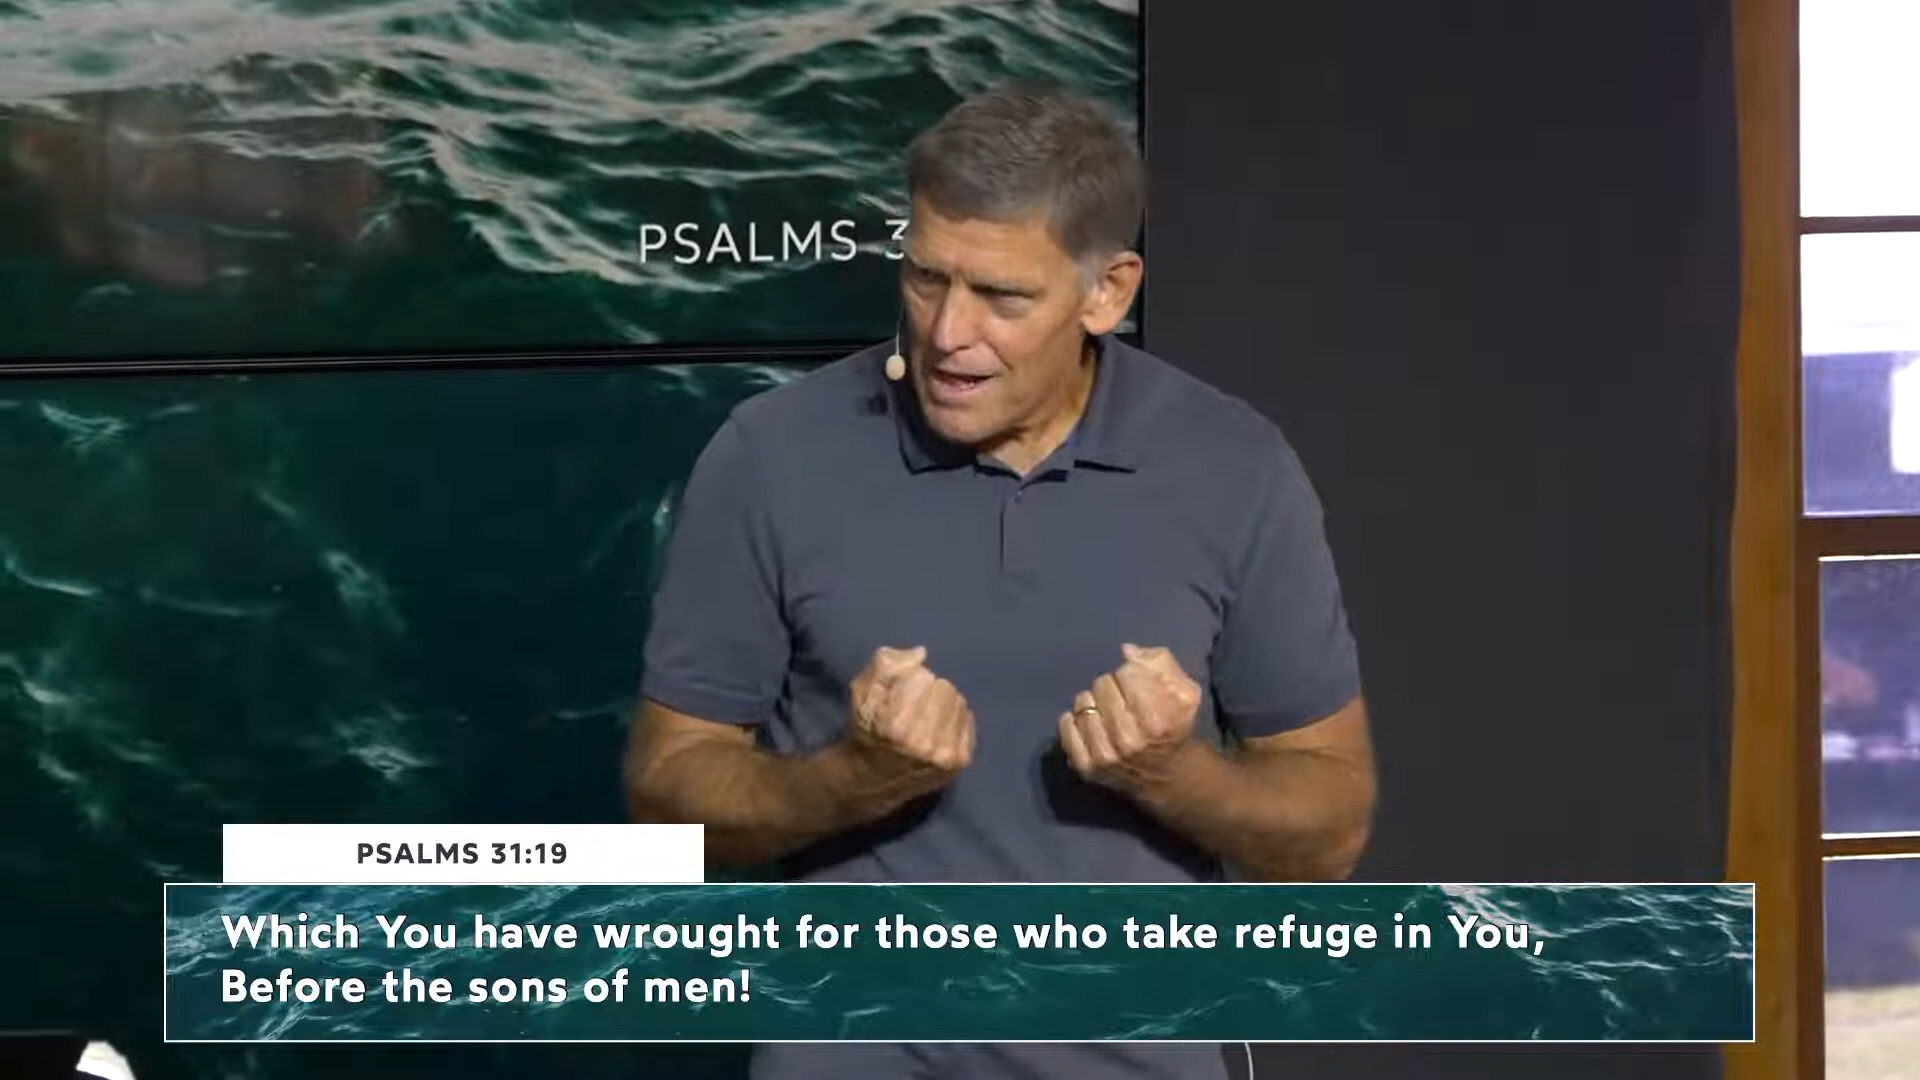 PSALMS 3
PSALMS 31:19
Which You have wrought for those who take refuge in You,
Before the sons of men!